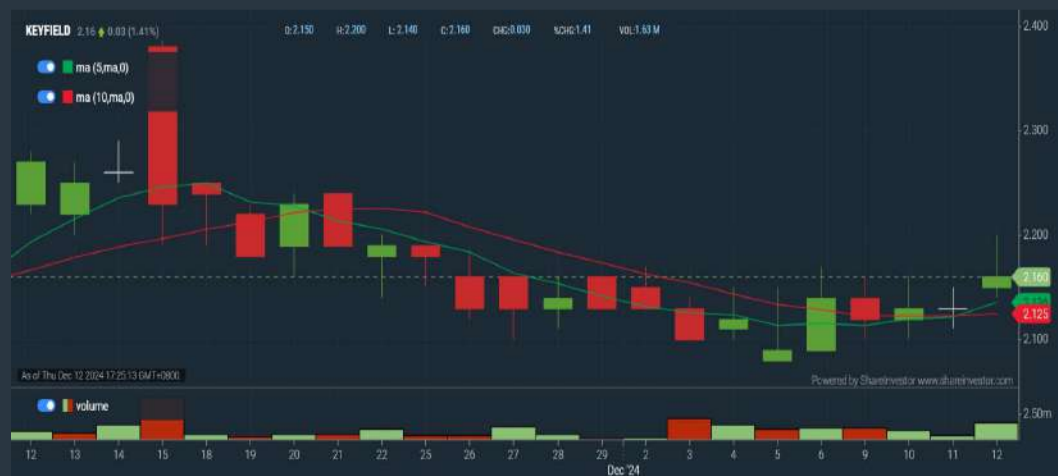 KEYFIELD 2.16 0.03 (1.41%) O:2.150 H:2.200 L:2.140 C:2.160 CHG:0.030 %CHG:1.41 VOL:1.63 M
2.400
ma (5,ma,0)
ma (10,ma,0)
2.300
2.200
2.160
2.125
2.100
As of Thu Dec 12 2024 17:25:13 GMT+0800
Powered by ShareInvestor www.shareinvestor.com
volume
2.50m
12 13 14 15 18 19 20 21 22 25 26 27 28 29 2 3 4 5 6 9 10 11 12
Dec '24